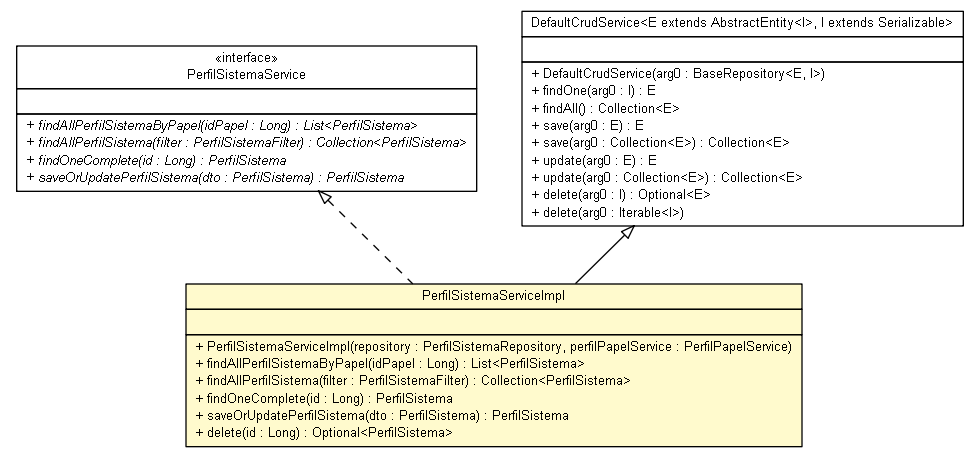 «interface»
PerfilSistemaService
+ findAllPerfilSistemaByPapel(idPapel : Long) : List<PerfilSistema>
+ findAllPerfilSistema(filter : PerfilSistemaFilter) : Collection<PerfilSistema>
+ findOneComplete(id : Long) : PerfilSistema
+ saveOrUpdatePerfilSistema(dto : PerfilSistema) : PerfilSistema
DefaultCrudService<E extends AbstractEntity<I>, I extends Serializable>
+ DefaultCrudService(arg0 : BaseRepository<E, I>)
+ findOne(arg0 : I) : E
+ findAll() : Collection<E>
+ save(arg0 : E) : E
+ save(arg0 : Collection<E>) : Collection<E>
+ update(arg0 : E) : E
+ update(arg0 : Collection<E>) : Collection<E>
+ delete(arg0 : I) : Optional<E>
+ delete(arg0 : Iterable<I>)
PerfilSistemaServiceImpl
+ PerfilSistemaServiceImpl(repository : PerfilSistemaRepository, perfilPapelService : PerfilPapelService)
+ findAllPerfilSistemaByPapel(idPapel : Long) : List<PerfilSistema>
+ findAllPerfilSistema(filter : PerfilSistemaFilter) : Collection<PerfilSistema>
+ findOneComplete(id : Long) : PerfilSistema
+ saveOrUpdatePerfilSistema(dto : PerfilSistema) : PerfilSistema
+ delete(id : Long) : Optional<PerfilSistema>